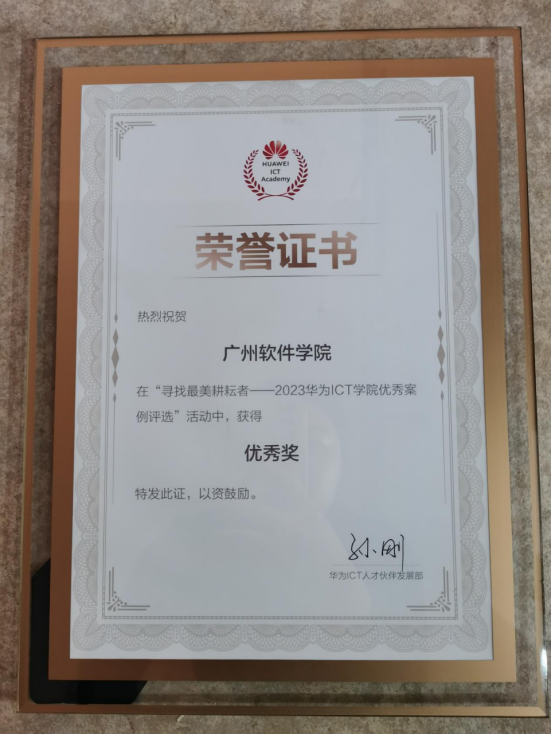 HUAWEI
ICT
Academy
荣誉证书
热烈祝贺
广州软件学院
在“寻找最美耕耘者——2023华为ICT学院优秀案
例评选”活动中，获得
优秀奖
特发此证，以资鼓励。
孙刚
华为ICT人才伙伴发展部